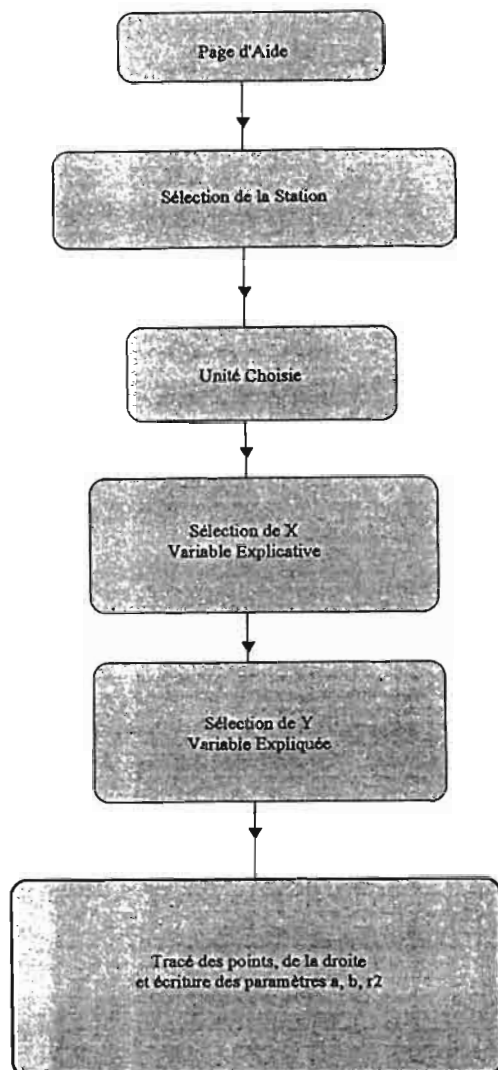 Page d'Aide
Sélection de la Station
Unité Choisie
Sélection de X
Variable Explicative
Sélection de Y
Variable Expliquée
Tracé des points, de la droite
et écriture des paramètres a, b, r2